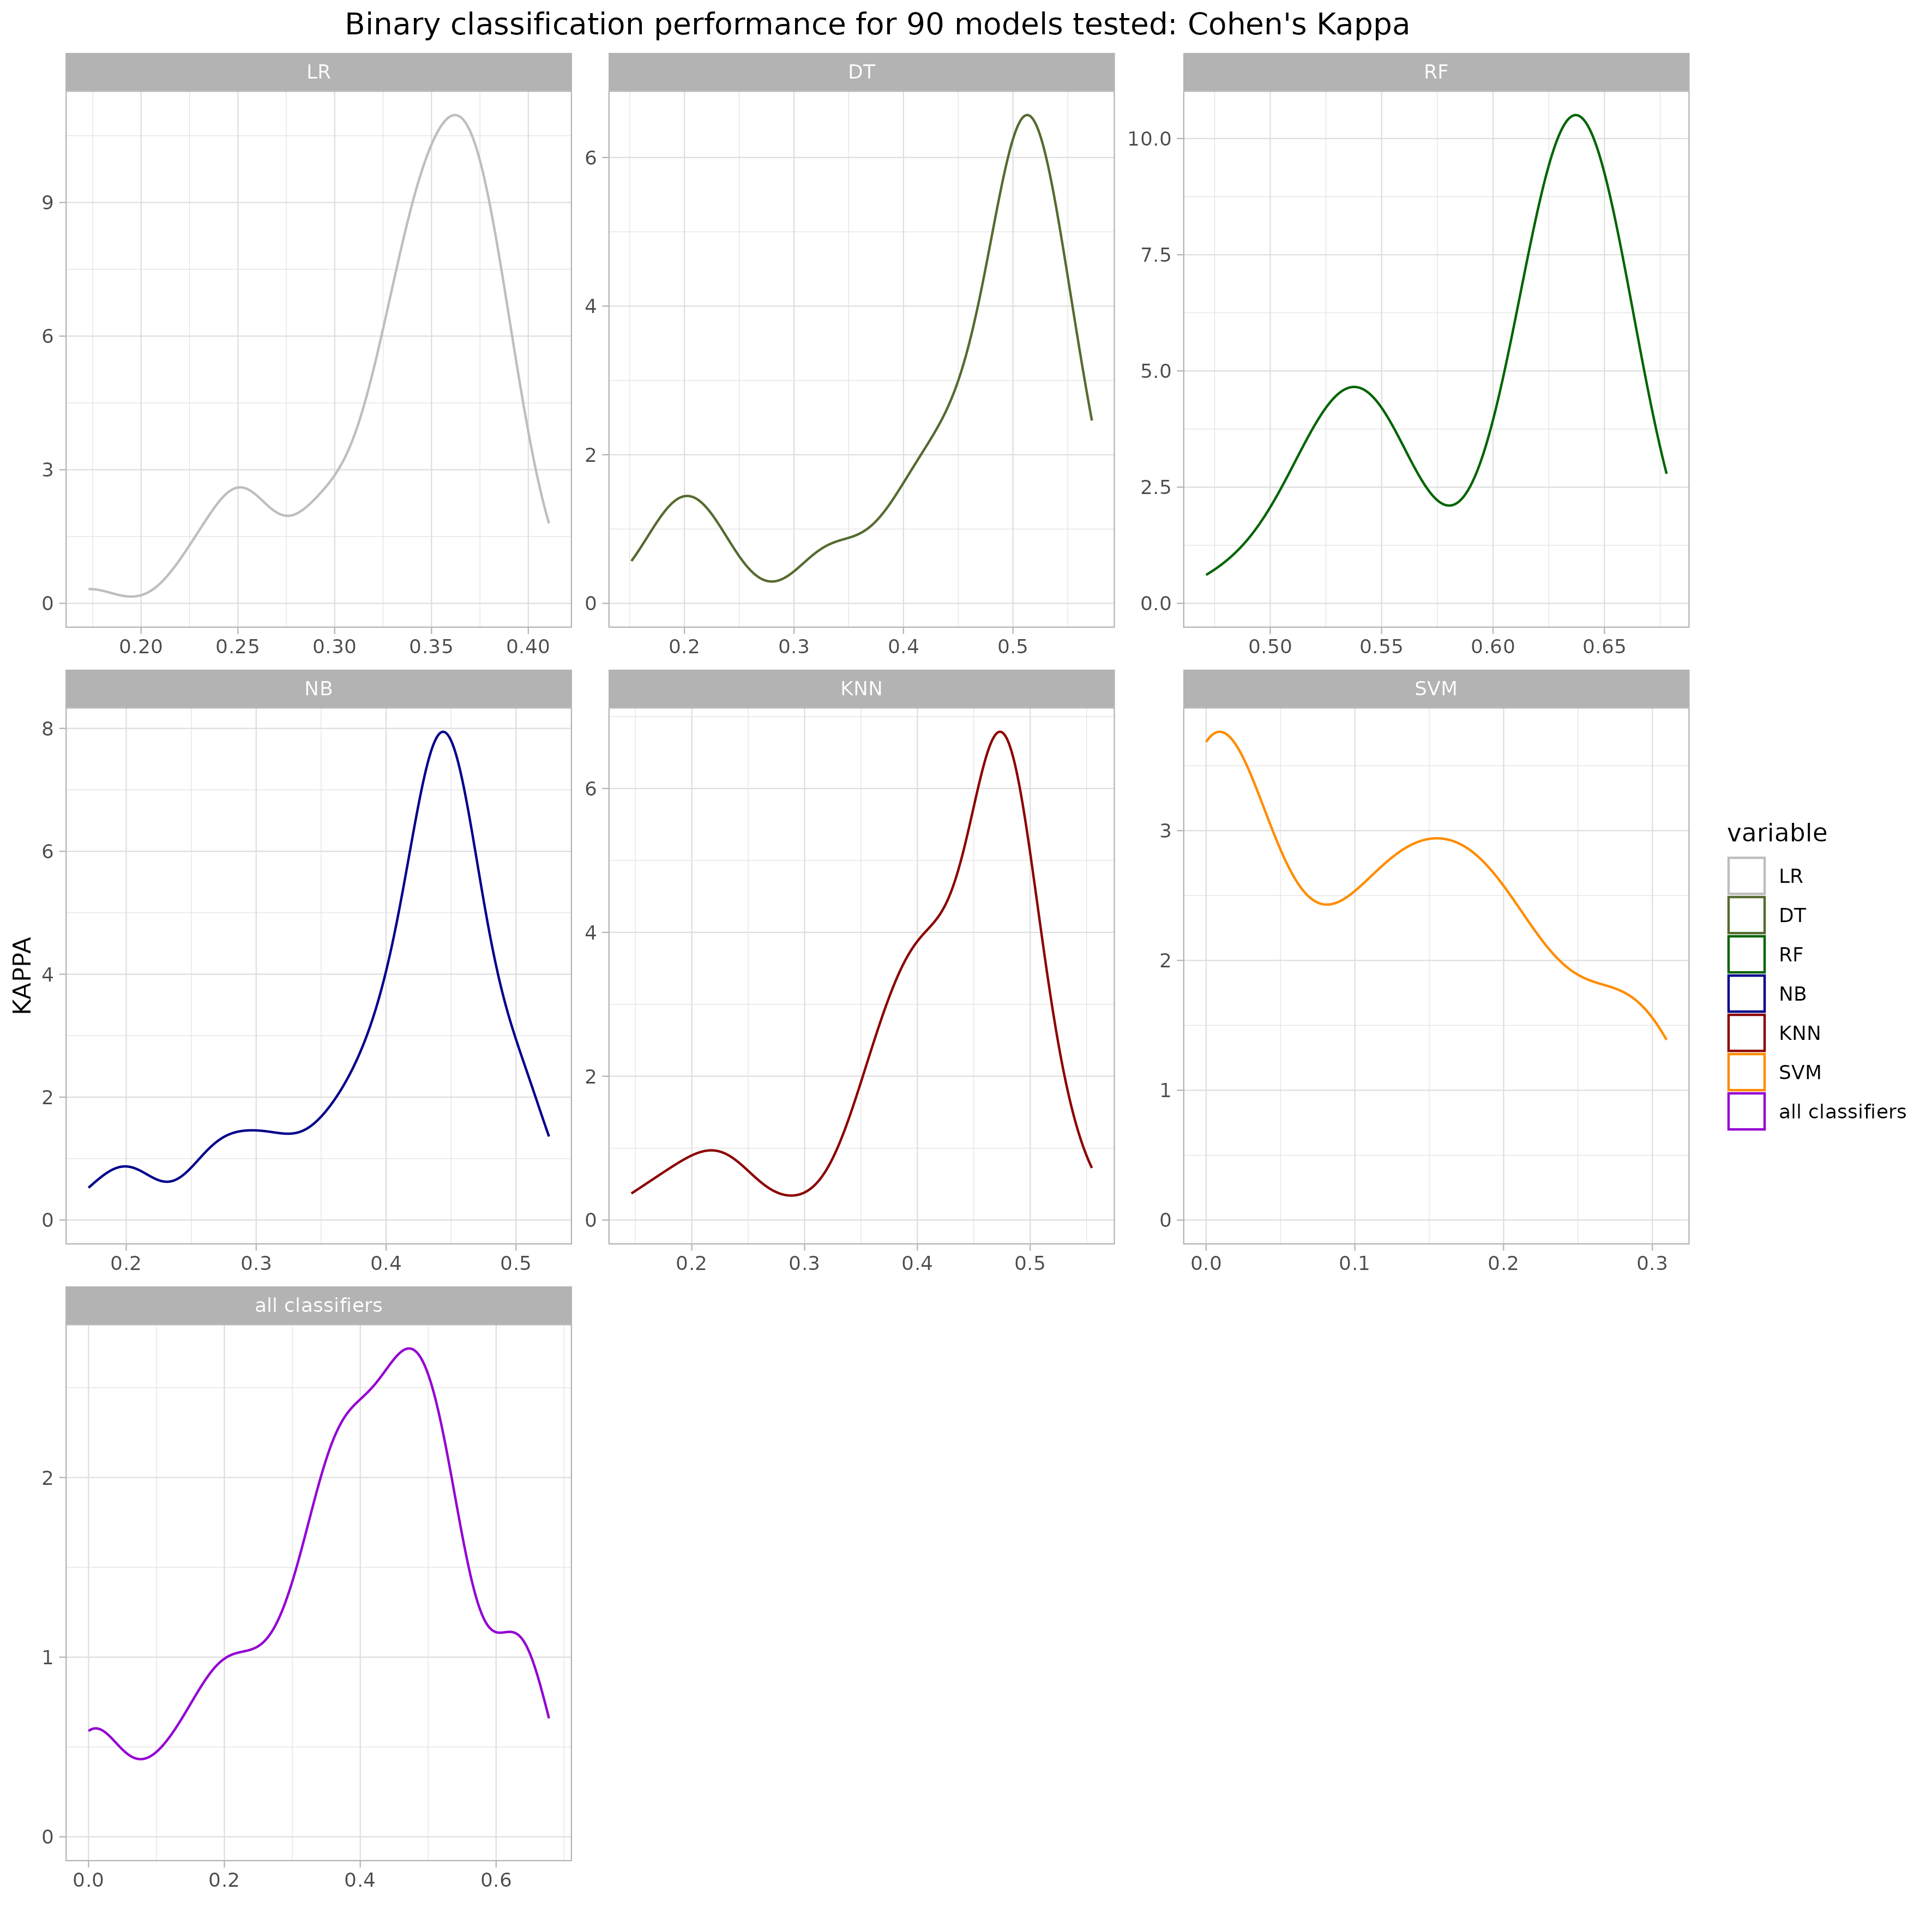 Binary classification performance for 90 models tested: Cohen's Kappa
LR
DT
RF
9
6
3
0
0.20 0.25 0.30 0.35 0.40
6
4
2
0
0.2 0.3 0.4 0.5
10.0
7.5
5.0
2.5
0.0
0.50 0.55 0.60 0.65
NB
KNN
SVM
KAPPA
8
6
4
2
0
0.2 0.3 0.4 0.5
6
4
2
0
0.2 0.3 0.4 0.5
3
2
1
0
0.0 0.1 0.2 0.3
all classifiers
2
1
0
0.0 0.2 0.4 0.6
variable
LR
DT
RF
NB
KNN
SVM
all classifiers